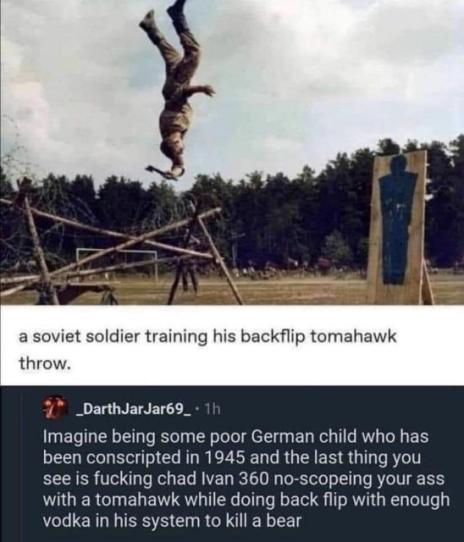 a soviet soldier training his backflip tomahawk
throw.
_DarthJarJar69_ · 1h
Imagine being some poor German child who has
been conscripted in 1945 and the last thing you
see is fucking chad Ivan 360 no-scopeing your ass
with a tomahawk while doing back flip with enough
vodka in his system to kill a bear